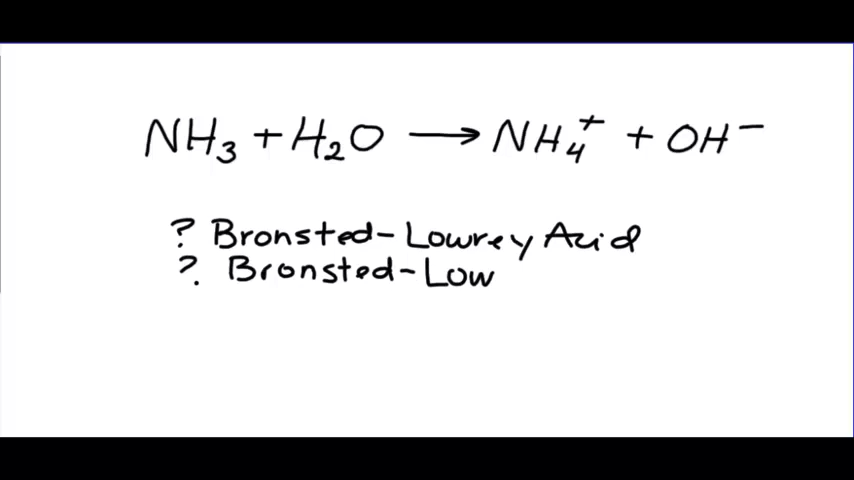 NH₃ + H₂O → NH₄⁺ + OH⁻
? Bronsted-Lowrey Acid
? Bronsted-Low